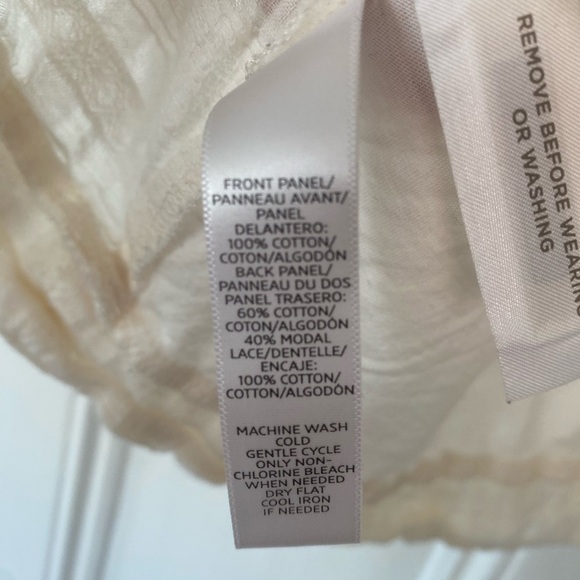 FRONT PANEL/
PANNEAU AVANT/
PANEL
DELANTERO:
100% COTTON/
COTON/ALGODÓN
BACK PANEL/
PANNEAU DU DOS
PANEL TRASERO:
60% COTTON/
COTON/ALGODÓN
40% MODAL
LACE/DENTELLE/
ENCAJE:
100% COTTON/
COTTON/ALGODÓN
MACHINE WASH
COLD
GENTLE CYCLE
ONLY NON-
CHLORINE BLEACH
WHEN NEEDED
DRY FLAT
COOL IRON
IF NEEDED
REMOVE BEFORE WEARING
OR WASHING